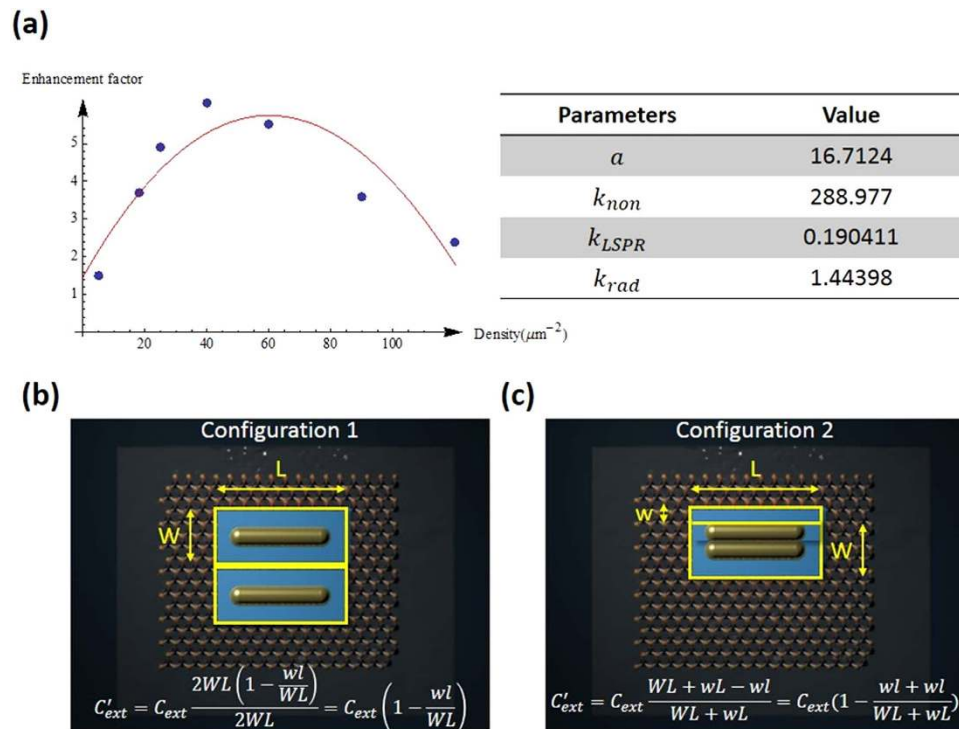 (a)
Enhancement factor
5
4
3
2
1
20 40 60 80 100
Density(μm⁻²)
Parameters Value
a 16.7124
k_non 288.977
k_LSPR 0.190411
k_rad 1.44398
(b)
Configuration 1
L
W
C'_ext = C_ext 2WL(1 - wl/WL)/2WL = C_ext (1 - wl/WL)
(c)
Configuration 2
L
w
W
C'_ext = C_ext WL + wL - wl/WL + wL = C_ext(1 - wl + wl/WL + wL)